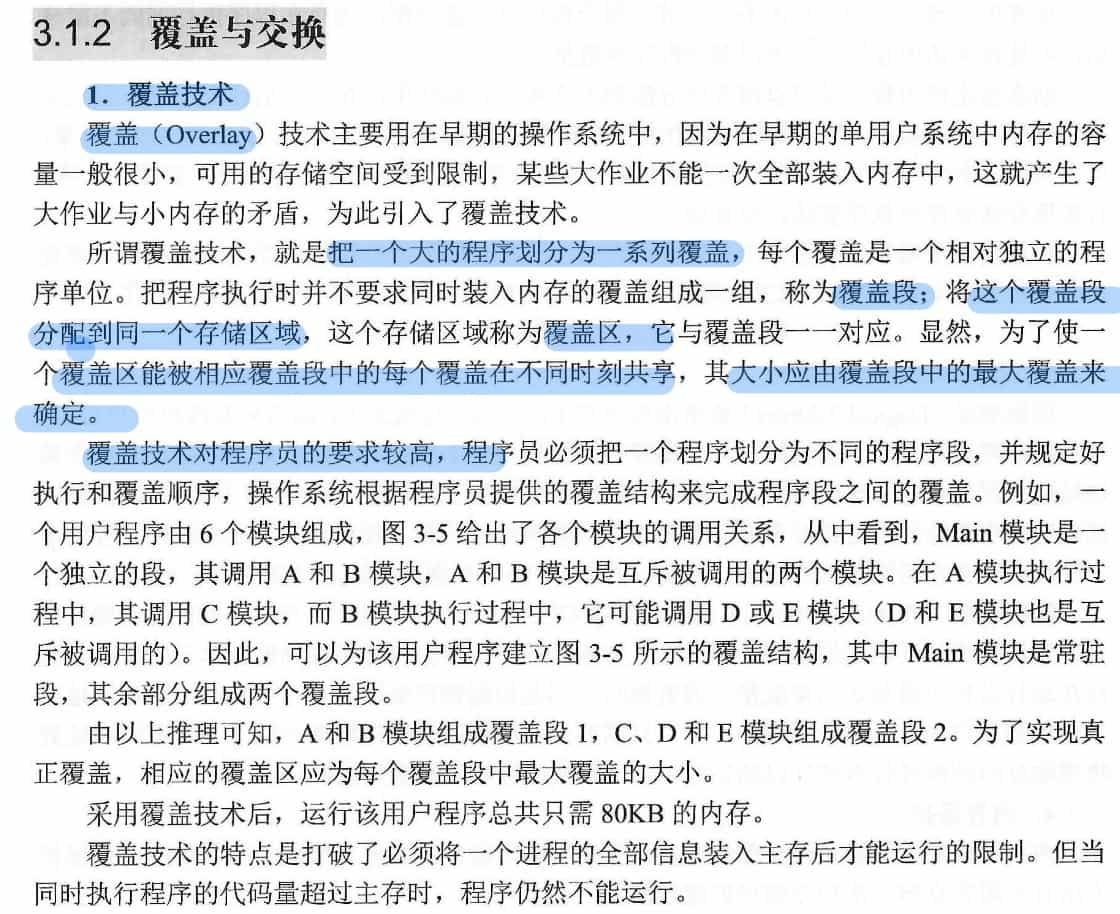 3.1.2 覆盖与交换
1. 覆盖技术
覆盖（Overlay）技术主要用在早期的操作系统中，因为在早期的单用户系统中内存的容
量一般很小，可用的存储空间受到限制，某些大作业不能一次全部装入内存中，这就产生了
大作业与小内存的矛盾，为此引入了覆盖技术。
所谓覆盖技术，就是把一个大的程序划分为一系列覆盖，每个覆盖是一个相对独立的程
序单位。把程序执行时并不要求同时装入内存的覆盖组成一组，称为覆盖段；将这个覆盖段
分配到同一个存储区域，这个存储区域称为覆盖区，它与覆盖段一一对应。显然，为了使一
个覆盖区能被相应覆盖段中的每个覆盖在不同时刻共享，其大小应由覆盖段中的最大覆盖来
确定。
覆盖技术对程序员的要求较高，程序员必须把一个程序划分为不同的程序段，并规定好
执行和覆盖顺序，操作系统根据程序员提供的覆盖结构来完成程序段之间的覆盖。例如，一
个用户程序由 6 个模块组成，图 3-5 给出了各个模块的调用关系，从中看到，Main 模块是一
个独立的段，其调用 A 和 B 模块，A 和 B 模块是互斥被调用的两个模块。在 A 模块执行过
程中，其调用 C 模块，而 B 模块执行过程中，它可能调用 D 或 E 模块（D 和 E 模块也是互
斥被调用的）。因此，可以为该用户程序建立图 3-5 所示的覆盖结构，其中 Main 模块是常驻
段，其余部分组成两个覆盖段。
由以上推理可知，A 和 B 模块组成覆盖段 1，C、D 和 E 模块组成覆盖段 2。为了实现真
正覆盖，相应的覆盖区应为每个覆盖段中最大覆盖的大小。
采用覆盖技术后，运行该用户程序总共只需 80KB 的内存。
覆盖技术的特点是打破了必须将一个进程的全部信息装入主存后才能运行的限制。但当
同时执行程序的代码量超过主存时，程序仍然不能运行。